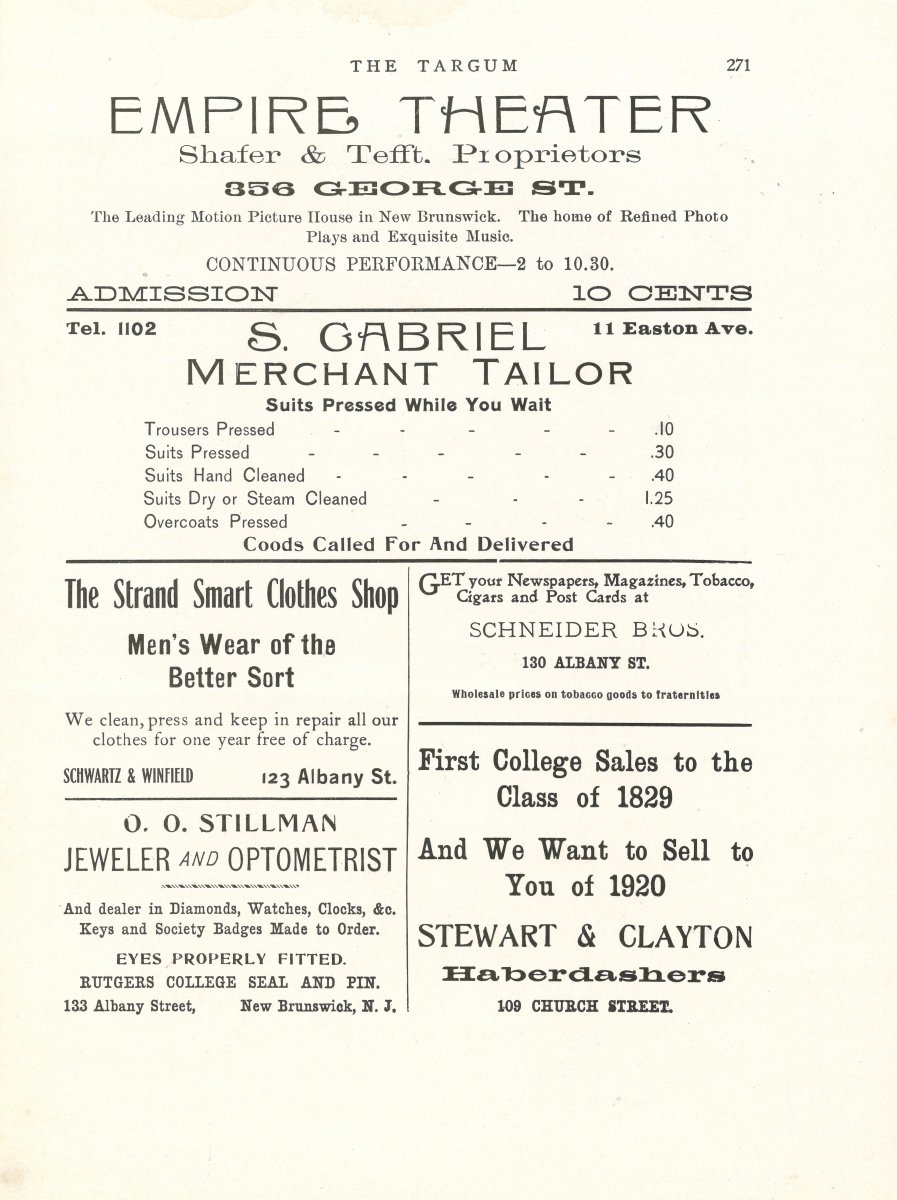 THE TARGUM 271
EMPIRE THEATER
Shafer & Tefft. Proprietors
356 GEORGE ST.
The Leading Motion Picture House in New Brunswick. The home of Refined Photo
Plays and Exquisite Music.
CONTINUOUS PERFORMANCE—2 to 10.30.
ADMISSION 10 CENTS
Tel. 1102 S. GABRIEL 11 Easton Ave.
MERCHANT TAILOR
Suits Pressed While You Wait
Trousers Pressed - - - - - .10
Suits Pressed - - - - - .30
Suits Hand Cleaned - - - - - .40
Suits Dry or Steam Cleaned - - - 1.25
Overcoats Pressed - - - - .40
Coods Called For And Delivered
The Strand Smart Clothes Shop
Men's Wear of the
Better Sort
We clean, press and keep in repair all our
clothes for one year free of charge.
SCHWARTZ & WINFIELD 123 Albany St.
O. O. STILLMAN
JEWELER AND OPTOMETRIST
And dealer in Diamonds, Watches, Clocks, &c.
Keys and Society Badges Made to Order.
EYES PROPERLY FITTED.
RUTGERS COLLEGE SEAL AND PIN.
133 Albany Street, New Brunswick, N. J.
GET your Newspapers, Magazines, Tobacco,
Cigars and Post Cards at
SCHNEIDER BROS.
130 ALBANY ST.
Wholesale prices on tobacco goods to fraternities
First College Sales to the
Class of 1829
And We Want to Sell to
You of 1920
STEWART & CLAYTON
Haberdashers
109 CHURCH STREET.